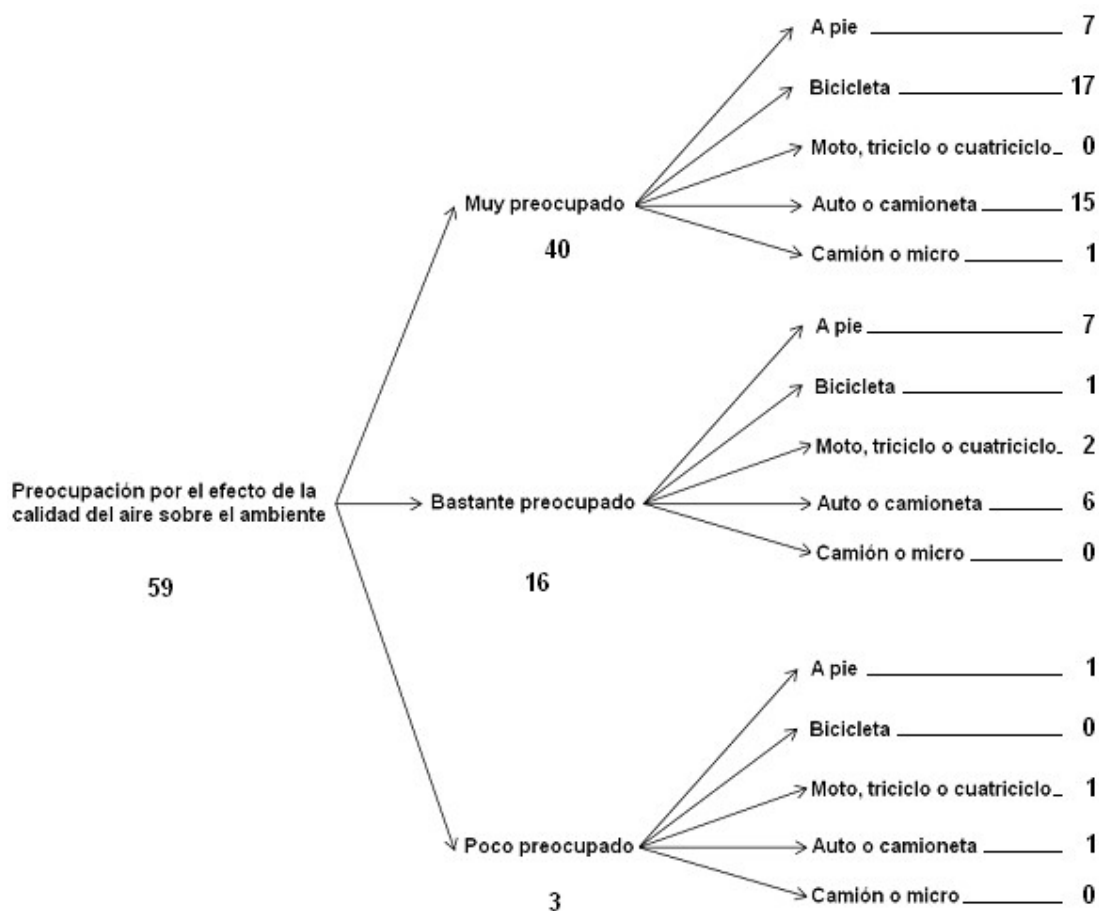 A pie 7
Bicicleta 17
Moto, triciclo o cuatriciclo 0
Muy preocupado
Auto o camioneta 15
40
Camión o micro 1
A pie 7
Bicicleta 1
Moto, triciclo o cuatriciclo 2
Preocupación por el efecto de la
calidad del aire sobre el ambiente
Bastante preocupado
Auto o camioneta 6
Camión o micro 0
59
16
A pie 1
Bicicleta 0
Moto, triciclo o cuatriciclo 1
Poco preocupado
Auto o camioneta 1
3
Camión o micro 0